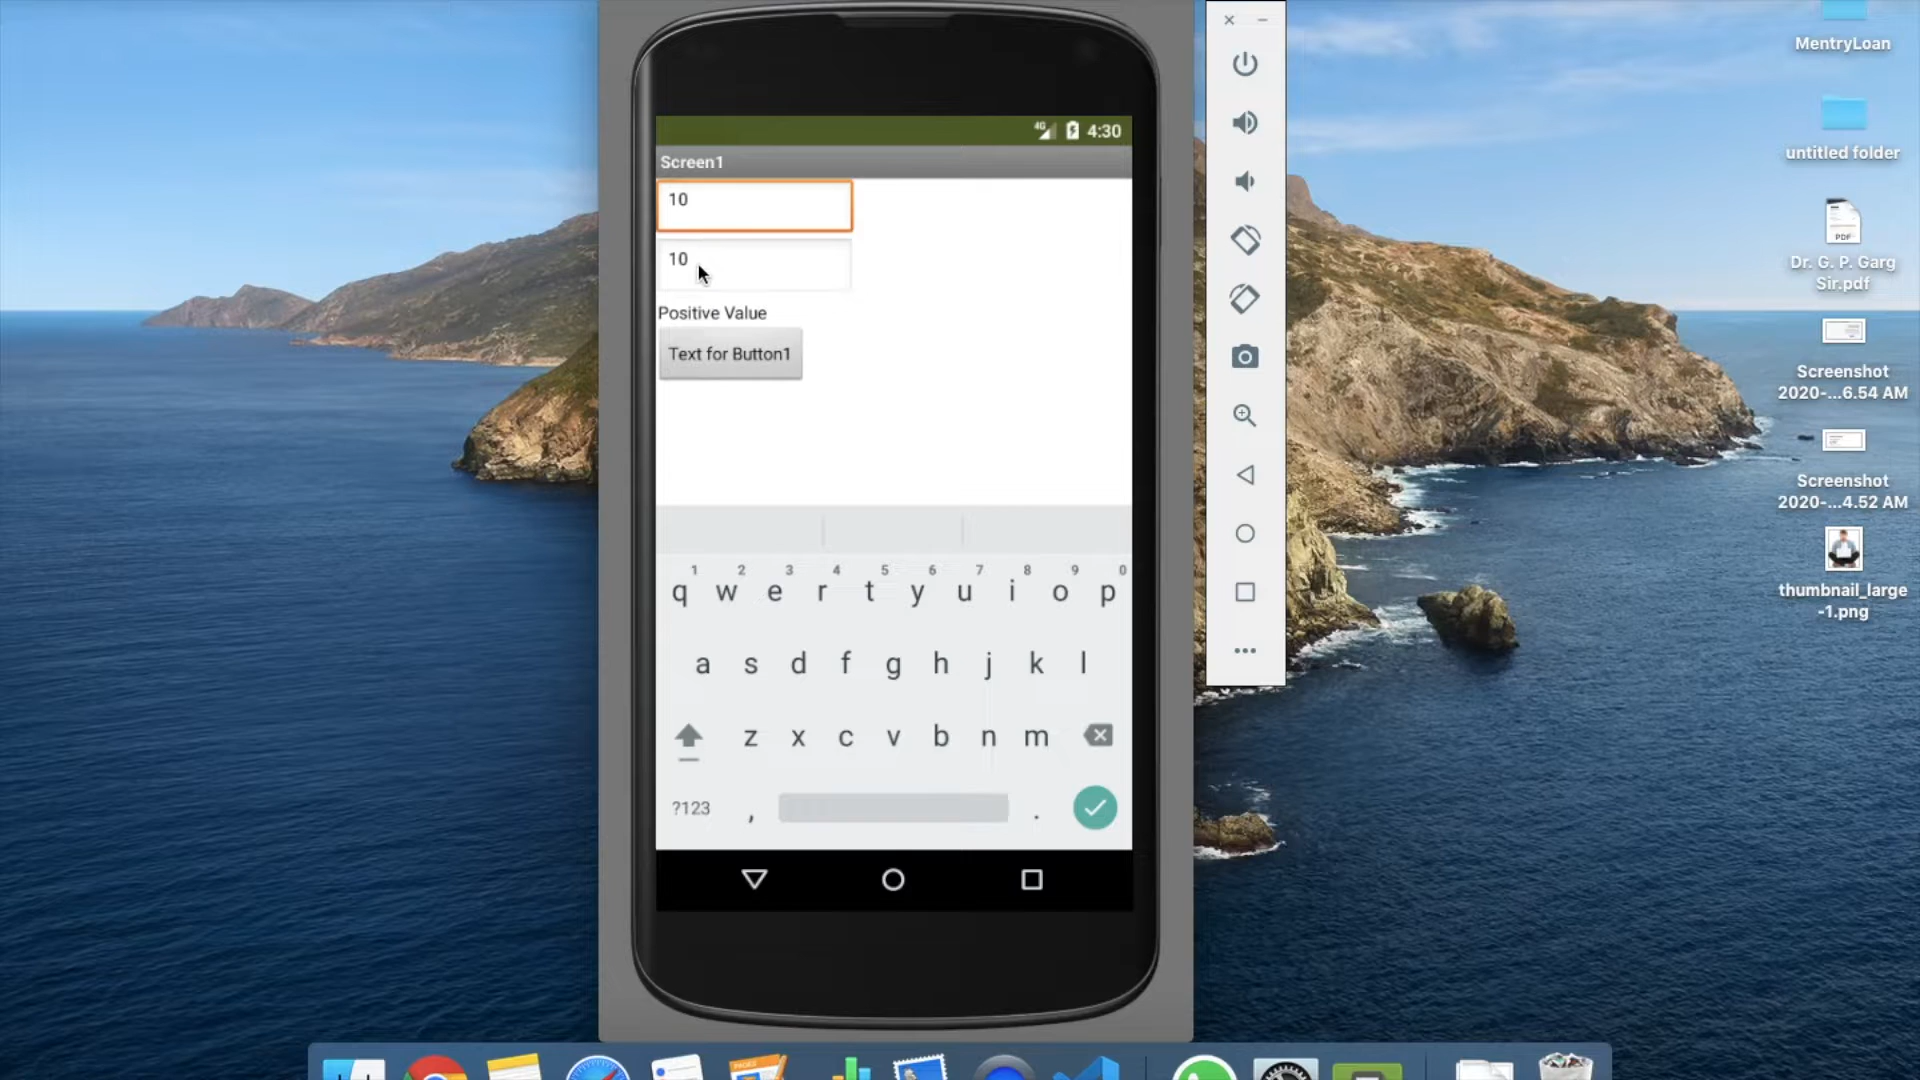 4G 4:30
Screen1
10
10
Positive Value
Text for Button1
1 2 3 4 5 6 7 8 9 0
q w e r t y u i o p
a s d f g h j k l
z x c v b n m
?123 , .
MentryLoan
untitled folder
PDF
Dr. G. P. Garg
Sir.pdf
Screenshot
2020-...6.54 AM
Screenshot
2020-...4.52 AM
thumbnail_large
-1.png
PAGES